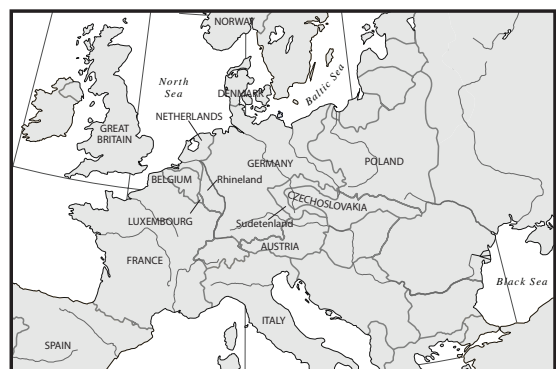 NORWAY
North
Sea
DENMARK
Baltic Sea
NETHERLANDS
GREAT
BRITAIN
GERMANY
POLAND
BELGIUM
Rhineland
CZECHOSLOVAKIA
LUXEMBOURG
Sudetenland
AUSTRIA
FRANCE
Black Sea
ITALY
SPAIN